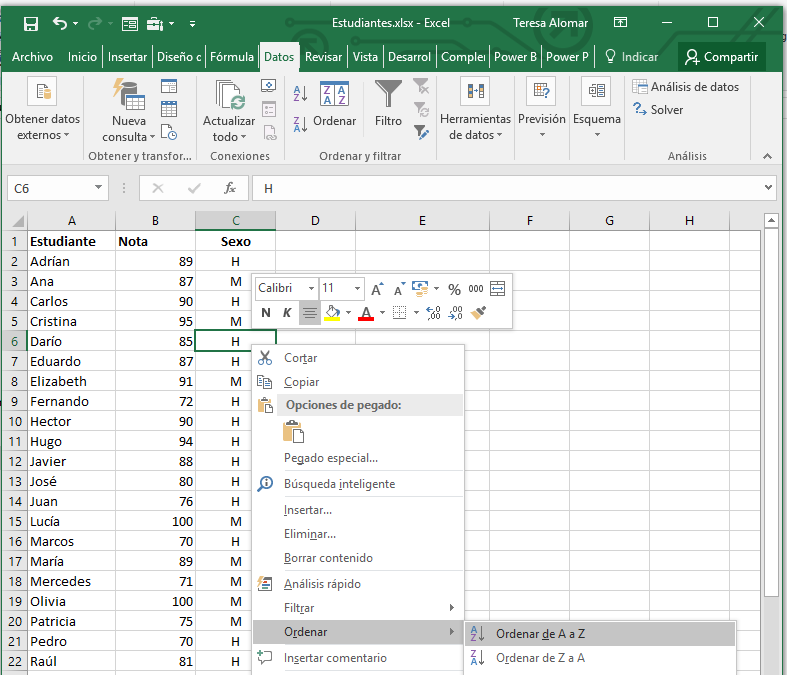 Estudiantes.xlsx - Excel
Teresa Alomar
Archivo Inicio Insertar Diseño c Fórmula Datos Revisar Vista Desarrol Complei Power B Power P Indicar Compartir
Obtener datos externos
Nueva consulta
Obtener y transfor...
Actualizar todo
Conexiones
Ordenar
Filtro
Ordenar y filtrar
Herramientas de datos
Previsión
Esquema
Análisis de datos
Solver
Análisis
C6 fx H
A B C D E F G H
1 Estudiante Nota Sexo
2 Adrían 89 H
3 Ana 87 M
4 Carlos 90 H
5 Cristina 95 M
6 Darío 85 H
7 Eduardo 87 H
8 Elizabeth 91 M
9 Fernando 72 H
10 Hector 90 H
11 Hugo 94 H
12 Javier 88 H
13 José 80 H
14 Juan 76 H
15 Lucía 100 M
16 Marcos 70 H
17 María 89 M
18 Mercedes 71 M
19 Olivia 100 M
20 Patricia 75 M
21 Pedro 70 H
22 Raúl 81 H
Calibri 11 A A % 000
N K A ,00 ,00
Cortar
Copiar
Opciones de pegado:
Pegado especial...
Búsqueda inteligente
Insertar...
Eliminar...
Borrar contenido
Análisis rápido
Filtrar
Ordenar
Insertar comentario
Ordenar de A a Z
Ordenar de Z a A